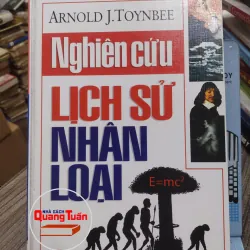 ARNOLD J.TOYNBEE
Nghiên cứu
LỊCH SỬ
NHÂN
LOẠI
E=mc²
NHÀ SÁCH
Quang Tuấn